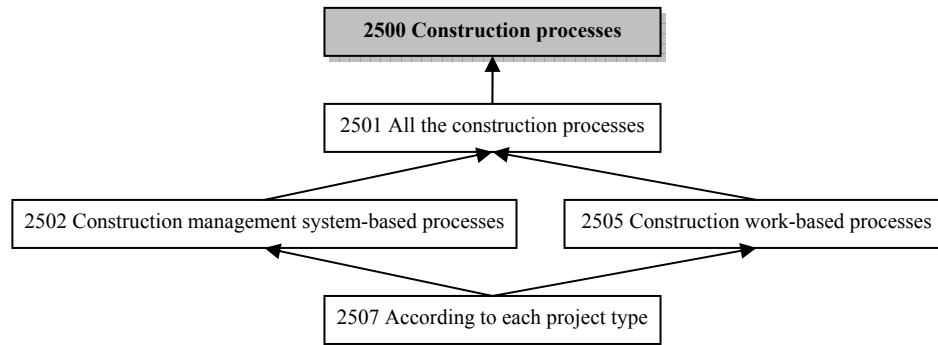 2500 Construction processes
2501 All the construction processes
2502 Construction management system-based processes
2505 Construction work-based processes
2507 According to each project type